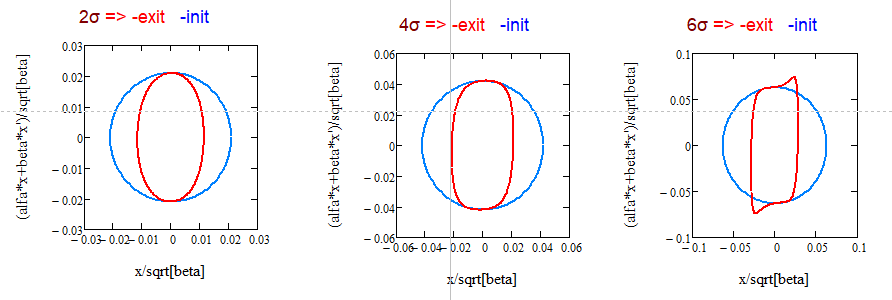 2σ => -exit -init
0.03
0.02
0.01
0
− 0.01
− 0.02
− 0.03
− 0.03 − 0.02 − 0.01 0 0.01 0.02 0.03
(alfa*x+beta*x')/sqrt[beta]
x/sqrt[beta]
4σ => -exit -init
0.06
0.04
0.02
0
− 0.02
− 0.04
− 0.06
− 0.06 − 0.04 − 0.02 0 0.02 0.04 0.06
(alfa*x+beta*x')/sqrt[beta]
x/sqrt[beta]
6σ => -exit -init
0.1
0.05
0
− 0.05
− 0.1
− 0.1 − 0.05 0 0.05 0.1
(alfa*x+beta*x')/sqrt[beta]
x/sqrt[beta]